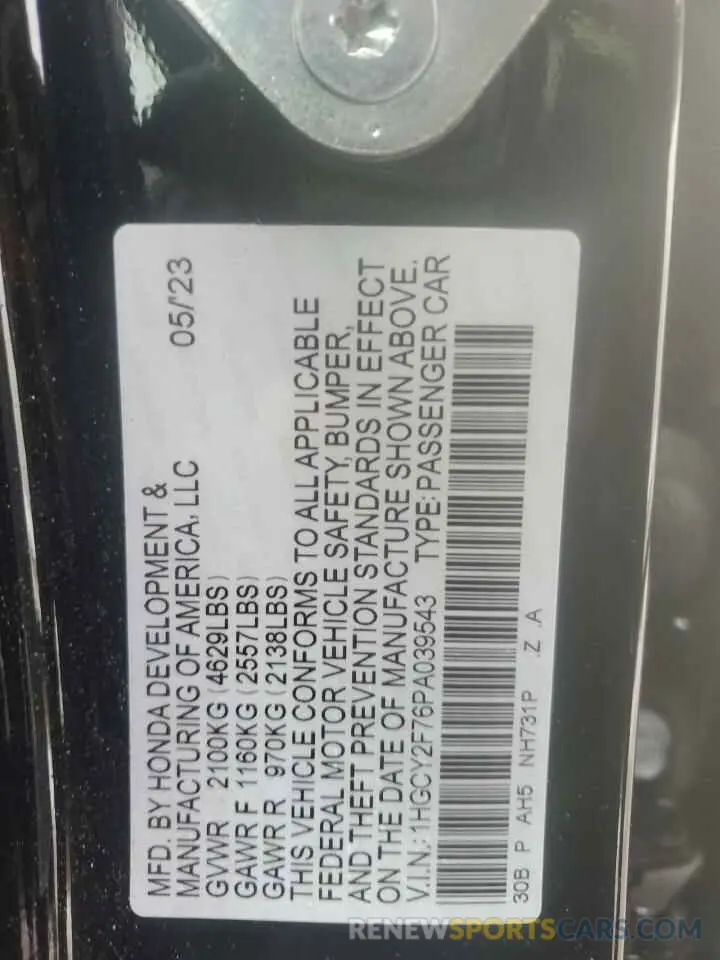 MFD. BY HONDA DEVELOPMENT &
MANUFACTURING OF AMERICA, LLC 05/'23
GVWR 2100KG (4629LBS)
GAWR F 1160KG (2557LBS)
GAWR R 970KG (2138LBS)
THIS VEHICLE CONFORMS TO ALL APPLICABLE
FEDERAL MOTOR VEHICLE SAFETY, BUMPER,
AND THEFT PREVENTION STANDARDS IN EFFECT
ON THE DATE OF MANUFACTURE SHOWN ABOVE.
V.I.N.: 1HGCY2F76PA039543 TYPE: PASSENGER CAR
30B P AH5 NH731P .Z .A
RENEWSPORTSCARS.COM